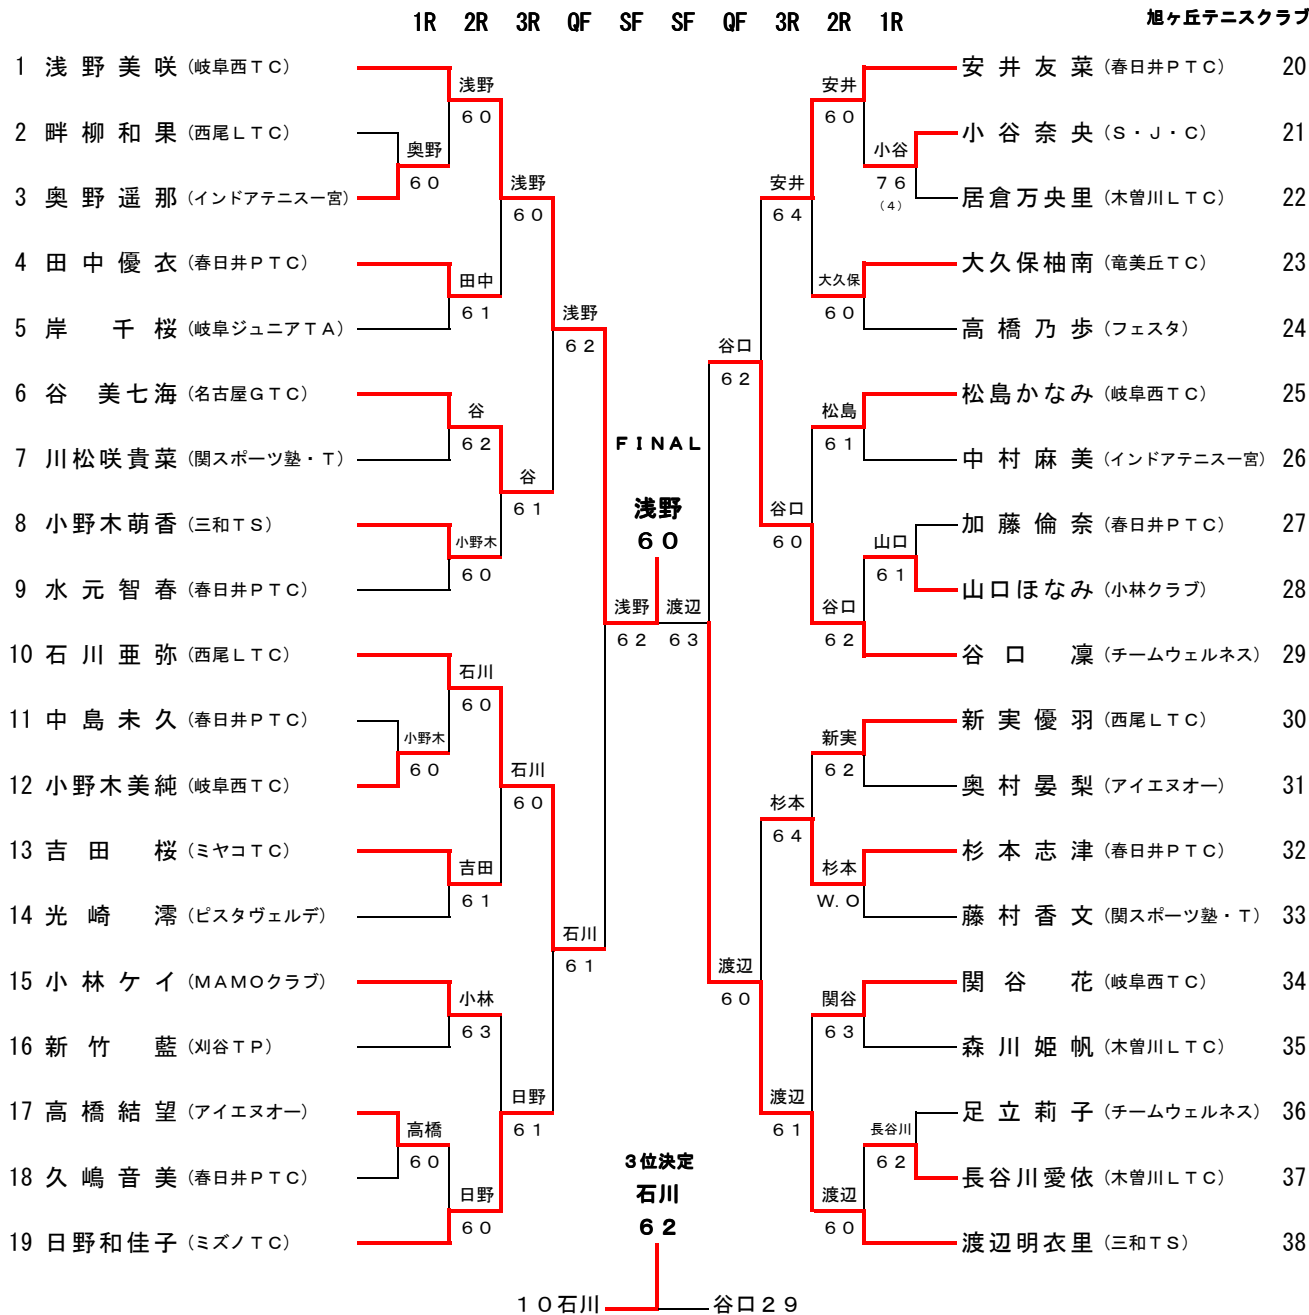 1R 2R 3R QF SF SF QF 3R 2R 1R 旭ヶ丘テニスクラブ
1 浅野美咲 (岐阜西TC) 安井友菜 (春日井PTC) 20
浅野 安井
60 60
2 畔柳和果 (西尾LTC) 小谷奈央 (S・J・C) 21
奥野 小谷
60 浅野 安井 76
(4)
3 奥野遥那 (インドアテニス一宮) 居倉万央里 (木曽川LTC) 22
60 64
4 田中優衣 (春日井PTC) 大久保柚南 (竜美丘TC) 23
田中 大久保
61 浅野 60
5 岸 千桜 (岐阜ジュニアTA) 高橋乃歩 (フェスタ) 24
62 谷口
62
6 谷 美七海 (名古屋GTC) 松島かなみ (岐阜西TC) 25
谷 松島
62 FINAL 61
7 川松咲貴菜 (関スポーツ塾・T) 中村麻美 (インドアテニス一宮) 26
谷
61 浅野 谷口
8 小野木萌香 (三和TS) 加藤倫奈 (春日井PTC) 27
小野木 60 60 山口
60 61
9 水元智春 (春日井PTC) 山口ほなみ (小林クラブ) 28
浅野 渡辺 谷口
62 63 62
10 石川亜弥 (西尾LTC) 谷口 凜 (チームウェルネス) 29
石川
60
11 中島未久 (春日井PTC) 新実優羽 (西尾LTC) 30
小野木 新実
60 石川 62
12 小野木美純 (岐阜西TC) 奥村晏梨 (アイエヌオー) 31
60 杉本
64
13 吉田 桜 (ミヤコTC) 杉本志津 (春日井PTC) 32
吉田 杉本
61 W.O
14 光崎 澪 (ピスタヴェルデ) 藤村香文 (関スポーツ塾・T) 33
石川
61 渡辺
15 小林ケイ (MAMOクラブ) 関谷 花 (岐阜西TC) 34
小林 60 関谷
63 63
16 新竹 藍 (刈谷TP) 森川姫帆 (木曽川LTC) 35
日野 渡辺
17 高橋結望 (アイエヌオー) 足立莉子 (チームウェルネス) 36
高橋 61 61 長谷川
60 3位決定 62
18 久嶋音美 (春日井PTC) 長谷川愛依 (木曽川LTC) 37
日野 石川 渡辺
60 62 60
19 日野和佳子 (ミズノTC) 渡辺明衣里 (三和TS) 38
10石川 谷口29